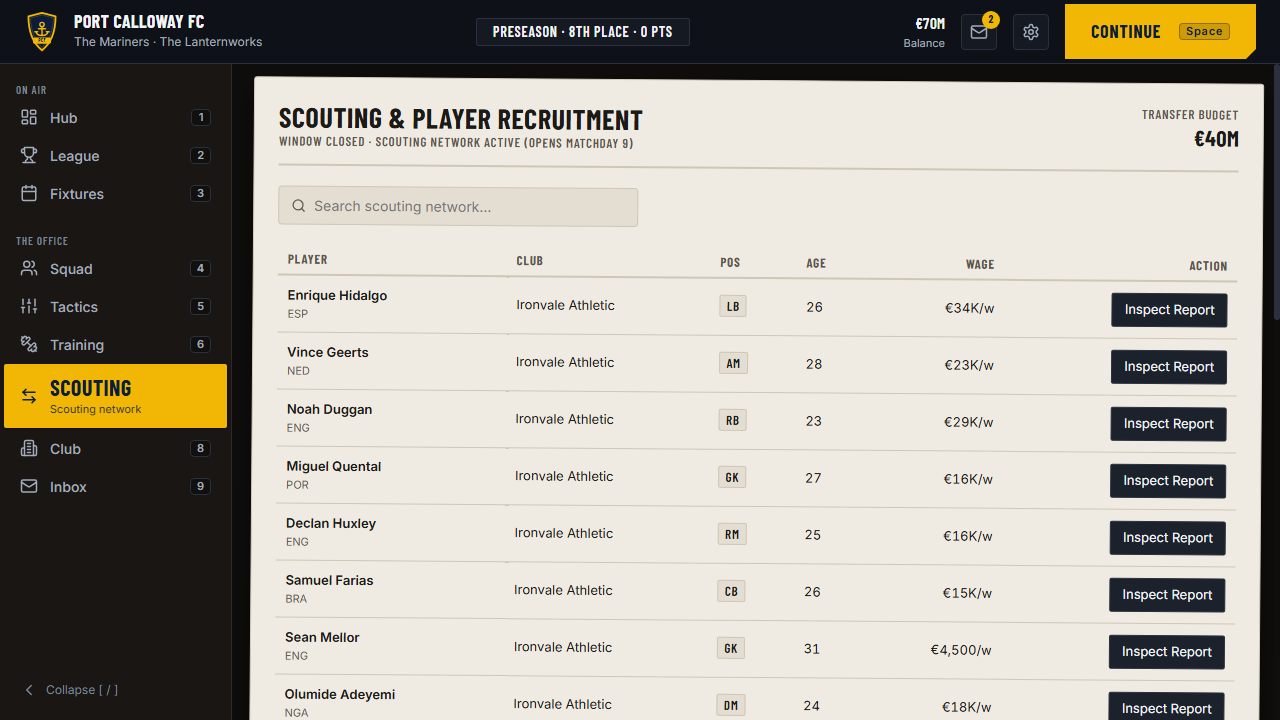 PORT CALLOWAY FC
The Mariners · The Lanternworks
PRESEASON · 8TH PLACE · 0 PTS
€70M
Balance
2
CONTINUE Space
ON AIR
Hub 1
League 2
Fixtures 3
THE OFFICE
Squad 4
Tactics 5
Training 6
SCOUTING
Scouting network
Club 8
Inbox 9
Collapse [ / ]
SCOUTING & PLAYER RECRUITMENT
WINDOW CLOSED · SCOUTING NETWORK ACTIVE (OPENS MATCHDAY 9)
TRANSFER BUDGET
€40M
Search scouting network...
PLAYER CLUB POS AGE WAGE ACTION
Enrique Hidalgo
ESP
Ironvale Athletic LB 26 €34K/w Inspect Report
Vince Geerts
NED
Ironvale Athletic AM 28 €23K/w Inspect Report
Noah Duggan
ENG
Ironvale Athletic RB 23 €29K/w Inspect Report
Miguel Quental
POR
Ironvale Athletic GK 27 €16K/w Inspect Report
Declan Huxley
ENG
Ironvale Athletic RM 25 €16K/w Inspect Report
Samuel Farias
BRA
Ironvale Athletic CB 26 €15K/w Inspect Report
Sean Mellor
ENG
Ironvale Athletic GK 31 €4,500/w Inspect Report
Olumide Adeyemi
NGA
Ironvale Athletic DM 24 €18K/w Inspect Report